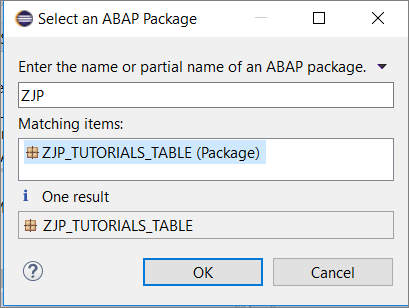 Select an ABAP Package
Enter the name or partial name of an ABAP package.
ZJP
Matching items:
ZJP_TUTORIALS_TABLE (Package)
One result
ZJP_TUTORIALS_TABLE
OK
Cancel